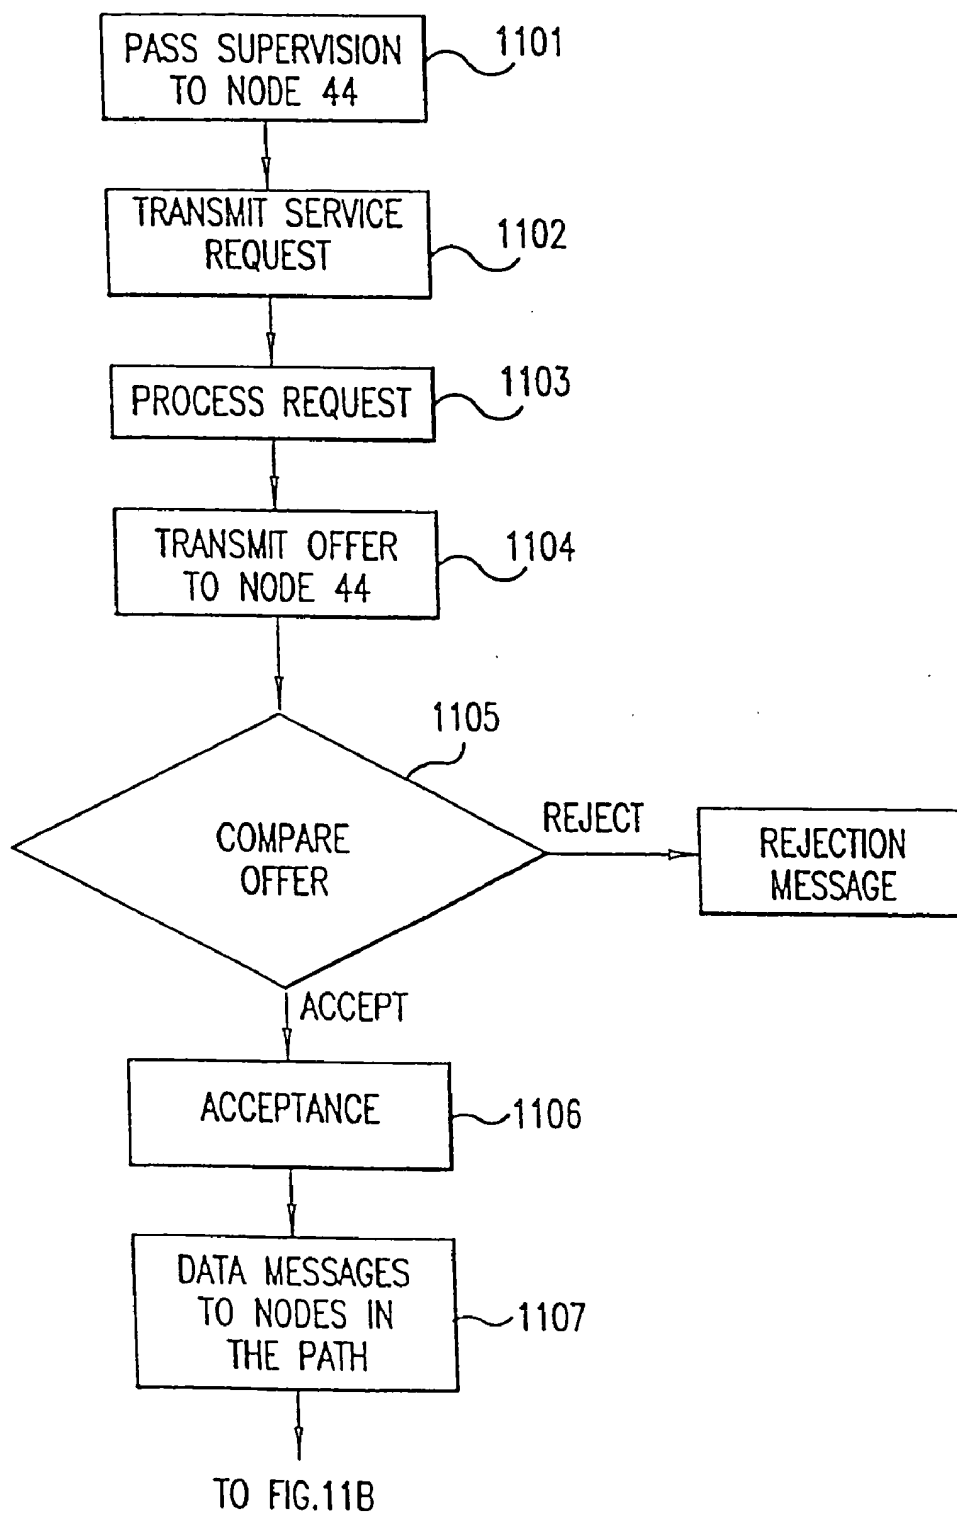 PASS SUPERVISION
TO NODE 44
1101
TRANSMIT SERVICE
REQUEST
1102
PROCESS REQUEST
1103
TRANSMIT OFFER
TO NODE 44
1104
1105
COMPARE
OFFER
REJECT
REJECTION
MESSAGE
ACCEPT
ACCEPTANCE
1106
DATA MESSAGES
TO NODES IN
THE PATH
1107
TO FIG.11B